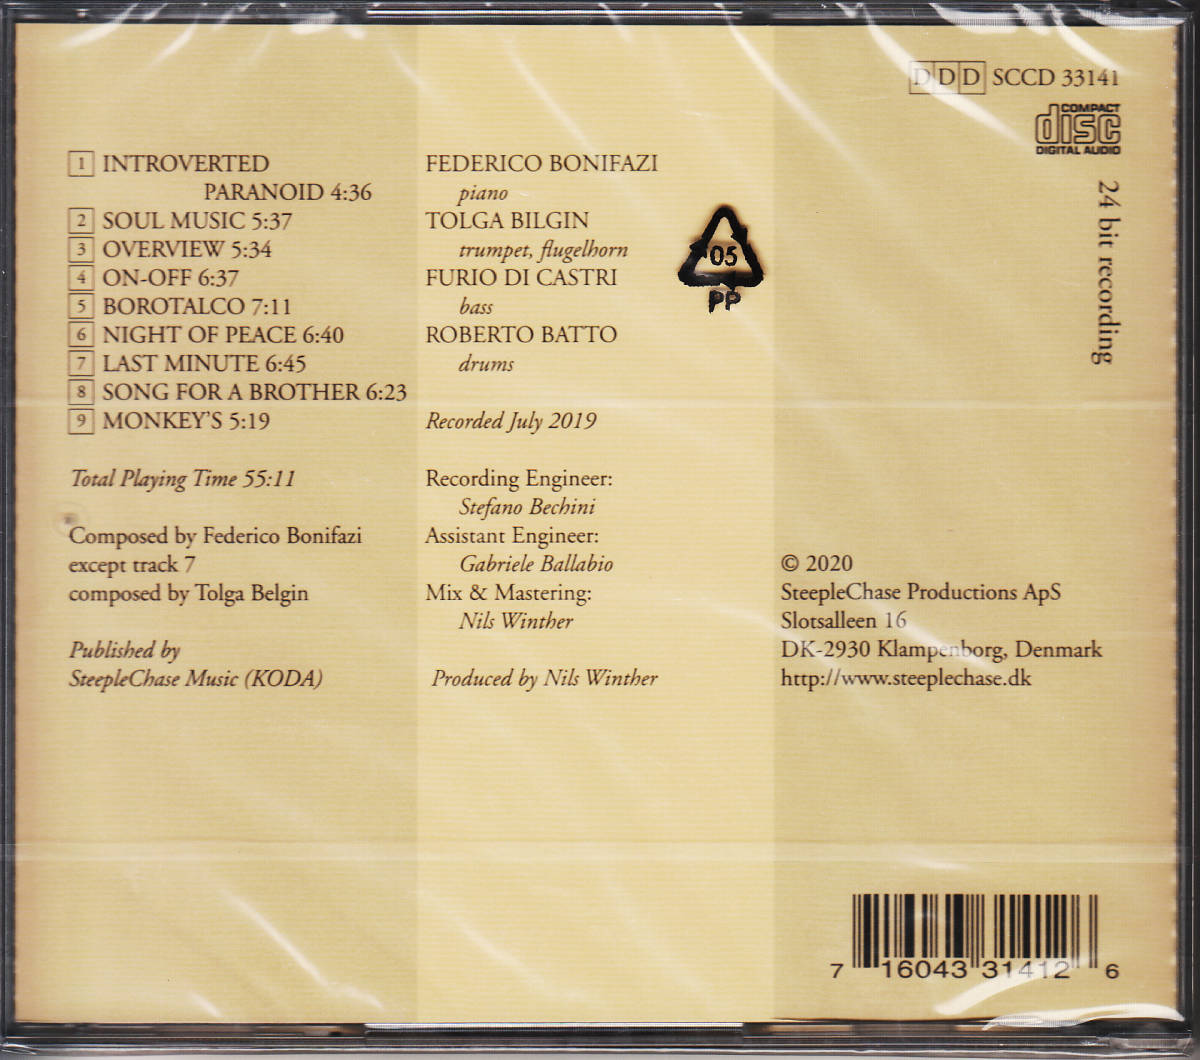 DDD SCCD 33141
COMPACT
disc
DIGITAL AUDIO
24 bit recording
1 INTROVERTED
PARANOID 4:36
2 SOUL MUSIC 5:37
3 OVERVIEW 5:34
4 ON-OFF 6:37
5 BOROTALCO 7:11
6 NIGHT OF PEACE 6:40
7 LAST MINUTE 6:45
8 SONG FOR A BROTHER 6:23
9 MONKEY'S 5:19
Total Playing Time 55:11
Composed by Federico Bonifazi
except track 7
composed by Tolga Belgin
Published by
SteepleChase Music (KODA)
FEDERICO BONIFAZI
piano
TOLGA BILGIN
trumpet, flugelhorn
FURIO DI CASTRI
bass
ROBERTO BATTO
drums
Recorded July 2019
Recording Engineer:
Stefano Bechini
Assistant Engineer:
Gabriele Ballabio
Mix & Mastering:
Nils Winther
Produced by Nils Winther
05
PP
© 2020
SteepleChase Productions ApS
Slotsalleen 16
DK-2930 Klampenborg, Denmark
http://www.steeplechase.dk
7 16043 31412 6